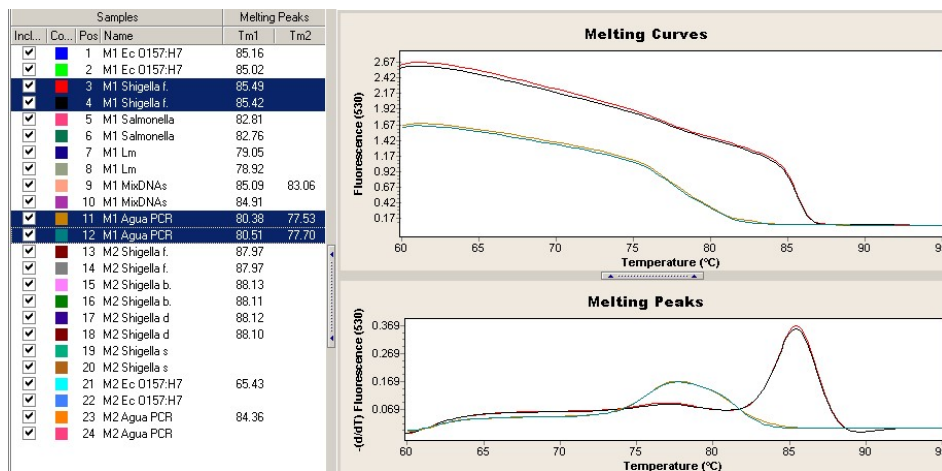 Samples Melting Peaks
Incl... Co... Pos Name Tm1 Tm2
1 M1 Ec O157:H7 85.16
2 M1 Ec O157:H7 85.02
3 M1 Shigella f. 85.49
4 M1 Shigella f. 85.42
5 M1 Salmonella 82.81
6 M1 Salmonella 82.76
7 M1 Lm 79.05
8 M1 Lm 78.92
9 M1 MixDNAs 85.09 83.06
10 M1 MixDNAs 84.91
11 M1 Agua PCR 80.38 77.53
12 M1 Agua PCR 80.51 77.70
13 M2 Shigella f. 87.97
14 M2 Shigella f. 87.97
15 M2 Shigella b. 88.13
16 M2 Shigella b. 88.11
17 M2 Shigella d 88.12
18 M2 Shigella d 88.10
19 M2 Shigella s
20 M2 Shigella s
21 M2 Ec O157:H7 65.43
22 M2 Ec O157:H7
23 M2 Agua PCR 84.36
24 M2 Agua PCR
Melting Curves
Fluorescence (530)
2.67
2.42
2.17
1.92
1.67
1.42
1.17
0.92
0.67
0.42
0.17
60 65 70 75 80 85 90 95
Temperature (°C)
Melting Peaks
-(d/dT) Fluorescence (530)
0.369
0.269
0.169
0.069
60 65 70 75 80 85 90 95
Temperature (°C)